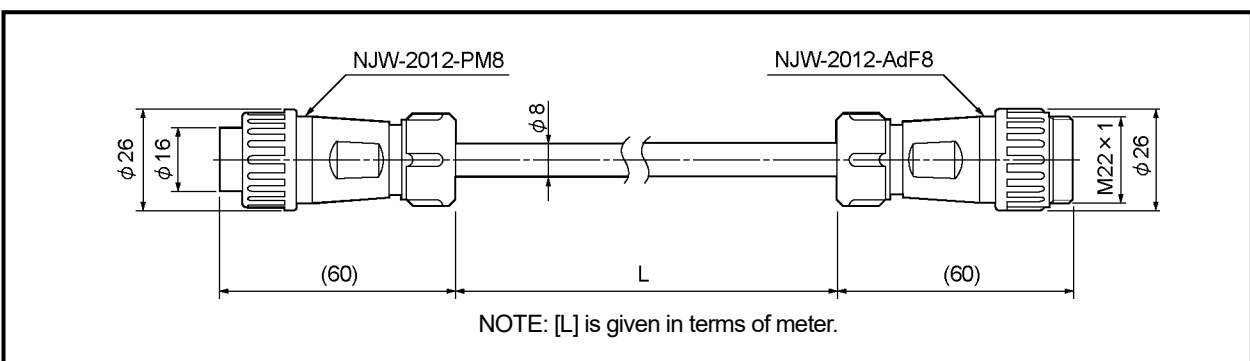 NJW-2012-PM8
NJW-2012-AdF8
φ26
φ16
φ8
M22×1
φ26
(60)
L
(60)
NOTE: [L] is given in terms of meter.